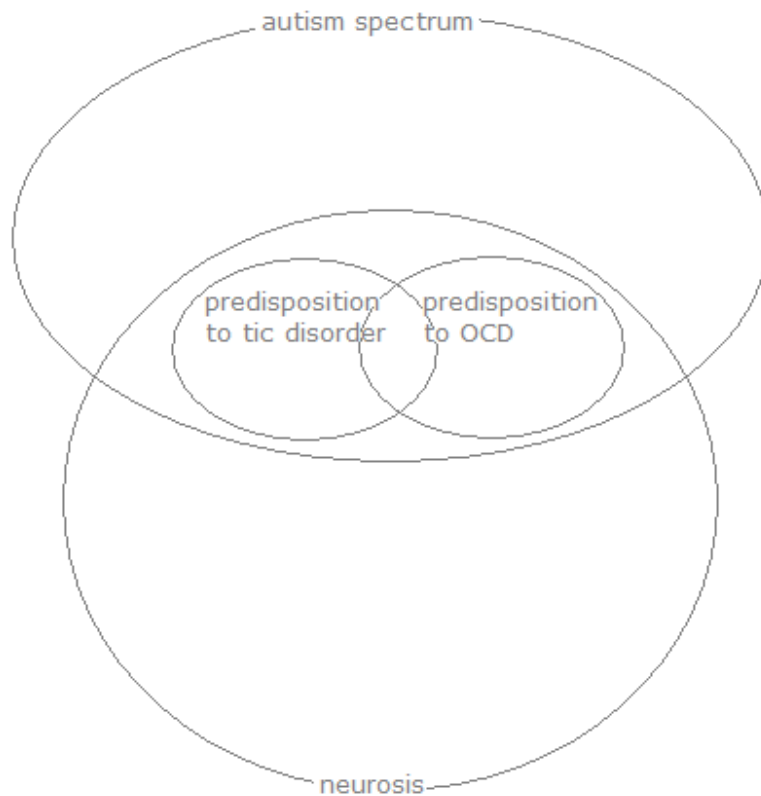 autism spectrum
predisposition
to tic disorder
predisposition
to OCD
neurosis